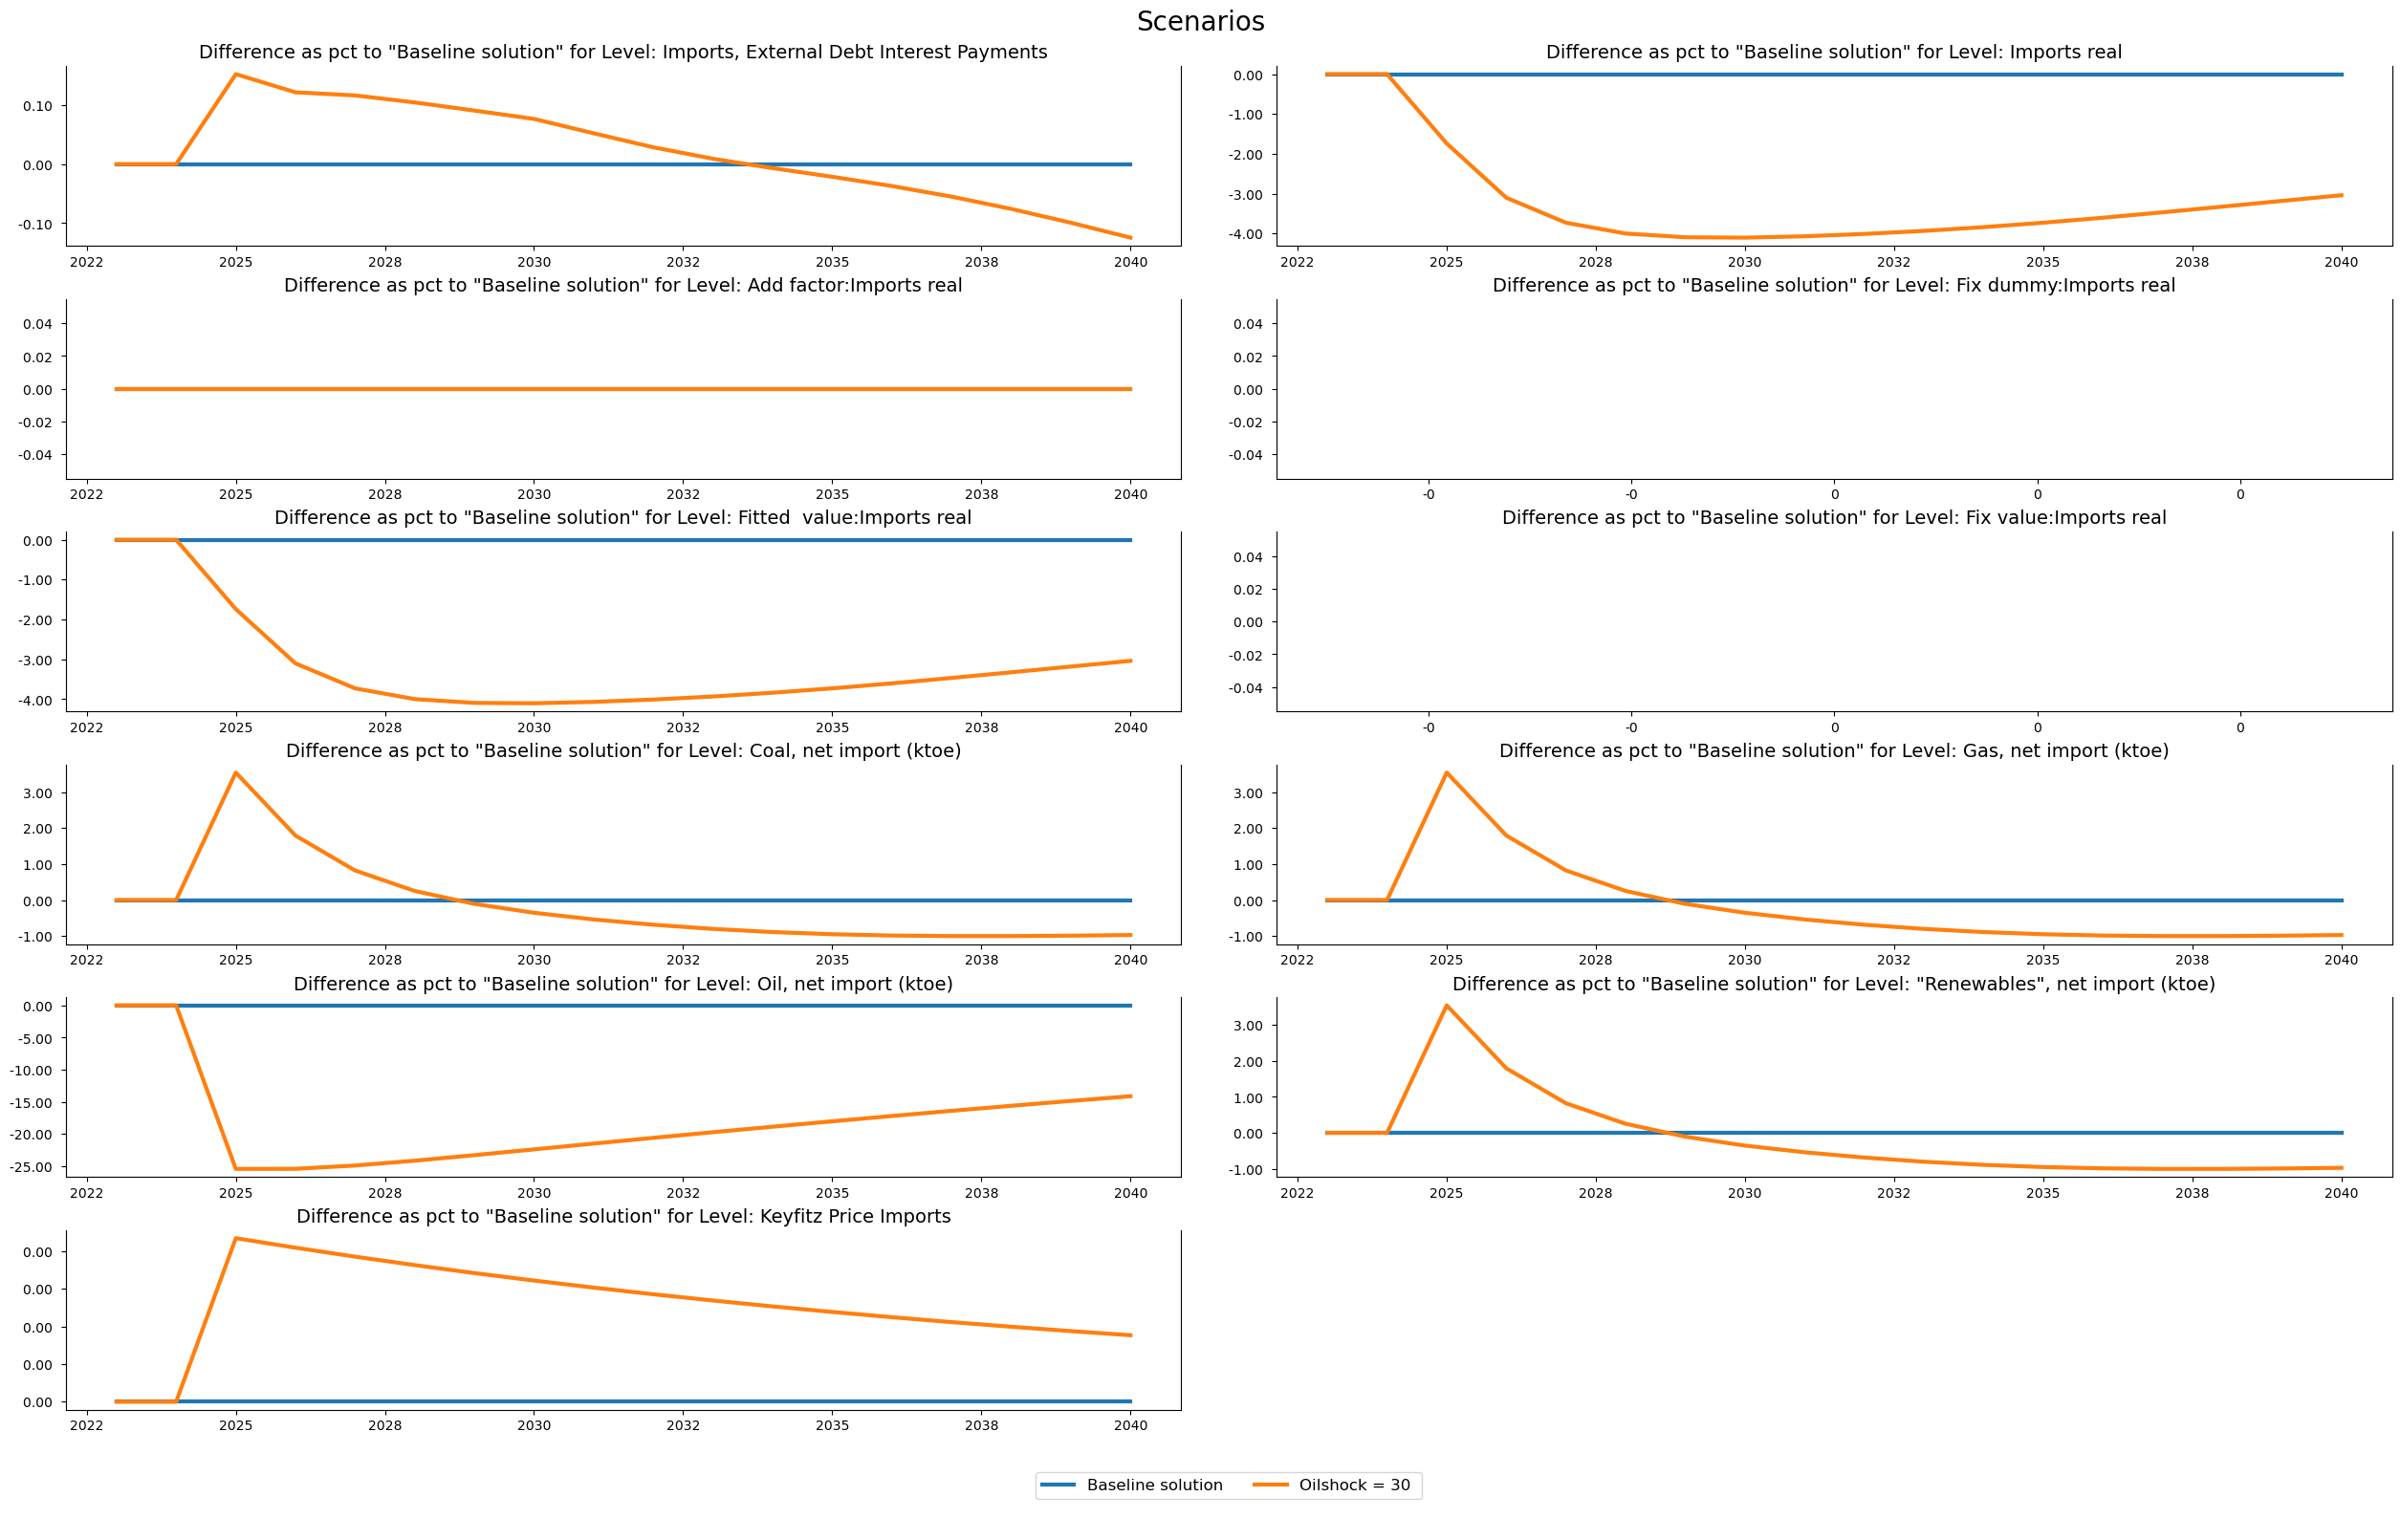 Scenarios
Difference as pct to "Baseline solution" for Level: Imports, External Debt Interest Payments
0.10
0.00
-0.10
2022 2025 2028 2030 2032 2035 2038 2040
Difference as pct to "Baseline solution" for Level: Imports real
0.00
-1.00
-2.00
-3.00
-4.00
2022 2025 2028 2030 2032 2035 2038 2040
Difference as pct to "Baseline solution" for Level: Add factor:Imports real
0.04
0.02
0.00
-0.02
-0.04
2022 2025 2028 2030 2032 2035 2038 2040
Difference as pct to "Baseline solution" for Level: Fix dummy:Imports real
0.04
0.02
0.00
-0.02
-0.04
-0 -0 0 0 0
Difference as pct to "Baseline solution" for Level: Fitted  value:Imports real
0.00
-1.00
-2.00
-3.00
-4.00
2022 2025 2028 2030 2032 2035 2038 2040
Difference as pct to "Baseline solution" for Level: Fix value:Imports real
0.04
0.02
0.00
-0.02
-0.04
-0 -0 0 0 0
Difference as pct to "Baseline solution" for Level: Coal, net import (ktoe)
3.00
2.00
1.00
0.00
-1.00
2022 2025 2028 2030 2032 2035 2038 2040
Difference as pct to "Baseline solution" for Level: Gas, net import (ktoe)
3.00
2.00
1.00
0.00
-1.00
2022 2025 2028 2030 2032 2035 2038 2040
Difference as pct to "Baseline solution" for Level: Oil, net import (ktoe)
0.00
-5.00
-10.00
-15.00
-20.00
-25.00
2022 2025 2028 2030 2032 2035 2038 2040
Difference as pct to "Baseline solution" for Level: "Renewables", net import (ktoe)
3.00
2.00
1.00
0.00
-1.00
2022 2025 2028 2030 2032 2035 2038 2040
Difference as pct to "Baseline solution" for Level: Keyfitz Price Imports
0.00
0.00
0.00
0.00
0.00
2022 2025 2028 2030 2032 2035 2038 2040
Baseline solution Oilshock = 30